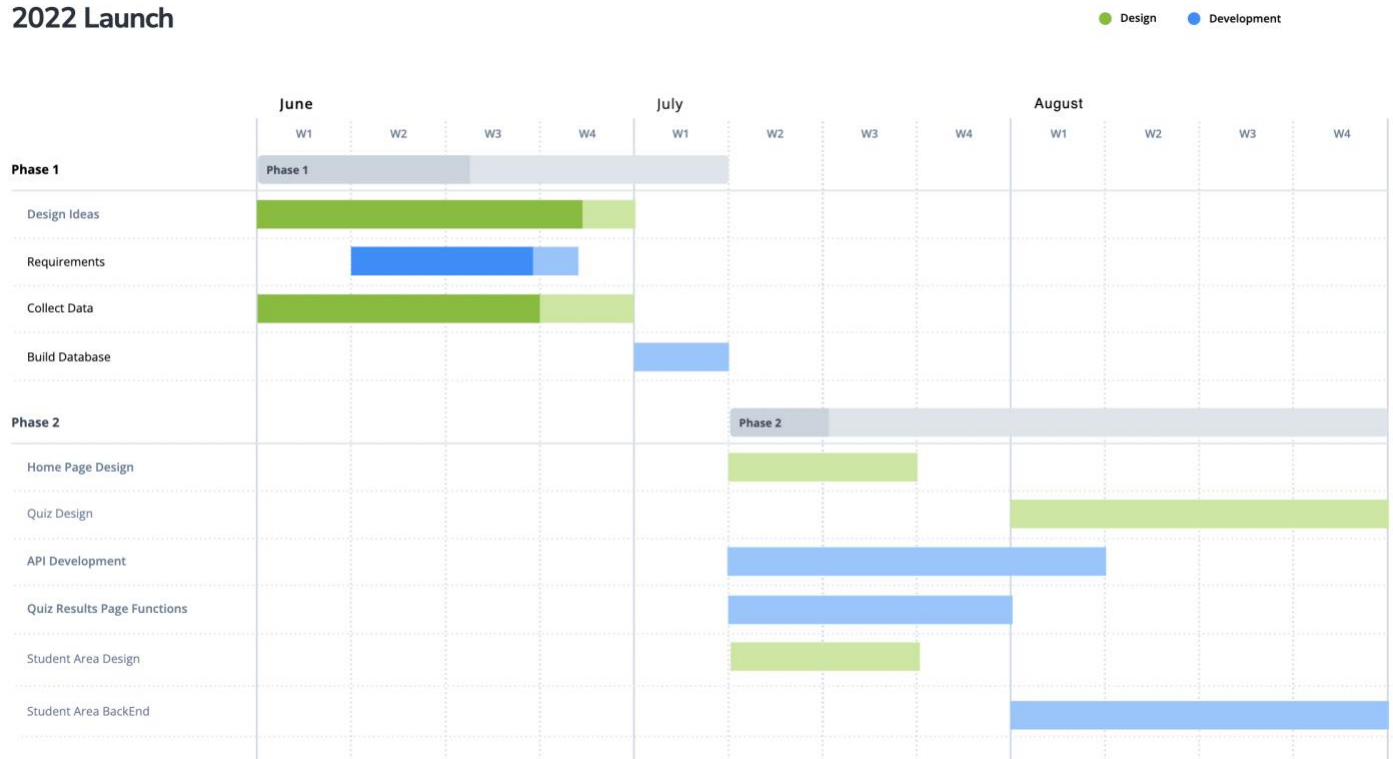 2022 Launch
Design Development
June July August
W1 W2 W3 W4 W1 W2 W3 W4 W1 W2 W3 W4
Phase 1 Phase 1
Design Ideas
Requirements
Collect Data
Build Database
Phase 2 Phase 2
Home Page Design
Quiz Design
API Development
Quiz Results Page Functions
Student Area Design
Student Area BackEnd